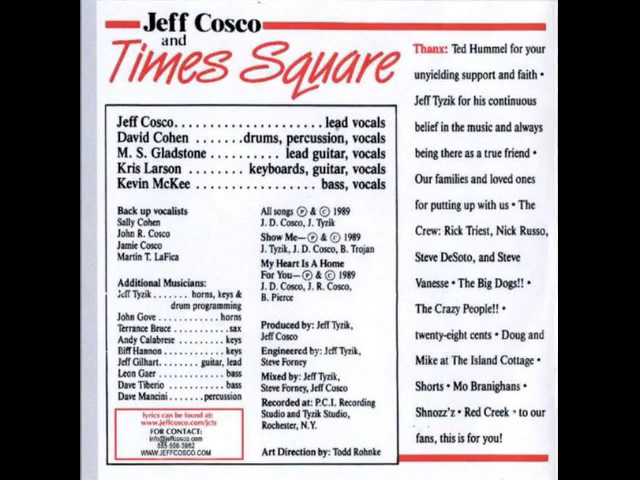 Jeff Cosco
and
Times Square
Jeff Cosco. . . . . . . . . . . . . . . . . . . . . lead vocals
David Cohen . . . . . . .drums, percussion, vocals
M. S. Gladstone . . . . . . . . . . lead guitar, vocals
Kris Larson . . . . . . . . keyboards, guitar, vocals
Kevin McKee . . . . . . . . . . . . . . . . bass, vocals
Back up vocalists
Sally Cohen
John R. Cosco
Jamie Cosco
Martin T. LaFica
Additional Musicians:
Jeff Tyzik . . . . . . . horns, keys &
drum programming
John Gove . . . . . . . . . . . . . horns
Terrance Bruce . . . . . . . . . . . sax
Andy Calabrese . . . . . . . . . . keys
Biff Hannon . . . . . . . . . . . . . keys
Jeff Gilhart. . . . . . . . . guitar, lead
Leon Gaer . . . . . . . . . . . . . . bass
Dave Tiberio . . . . . . . . . . . . bass
Dave Mancini . . . . . . .percussion
lyrics can be found at:
www.jeffcosco.com/jcts
FOR CONTACT:
info@jeffcosco.com
585-598-3982
WWW.JEFFCOSCO.COM
All songs ℗ & © 1989
J. D. Cosco, J. Tyzik
Show Me—℗ & © 1989
J. Tyzik, J. D. Cosco, B. Trojan
My Heart Is A Home
For You—℗ & © 1989
J. D. Cosco, J. R. Cosco,
B. Pierce
Produced by: Jeff Tyzik,
Jeff Cosco
Engineered by: Jeff Tyzik,
Steve Forney
Mixed by: Jeff Tyzik,
Steve Forney, Jeff Cosco
Recorded at: P.C.I. Recording
Studio and Tyzik Studio,
Rochester, N.Y.
Art Direction by: Todd Rohnke
Thanx: Ted Hummel for your
unyielding support and faith •
Jeff Tyzik for his continuous
belief in the music and always
being there as a true friend •
Our families and loved ones
for putting up with us • The
Crew: Rick Triest, Nick Russo,
Steve DeSoto, and Steve
Vanesse • The Big Dogs!! •
The Crazy People!! •
twenty-eight cents • Doug and
Mike at The Island Cottage •
Shorts • Mo Branighans •
Shnozz'z • Red Creek • to our
fans, this is for you!